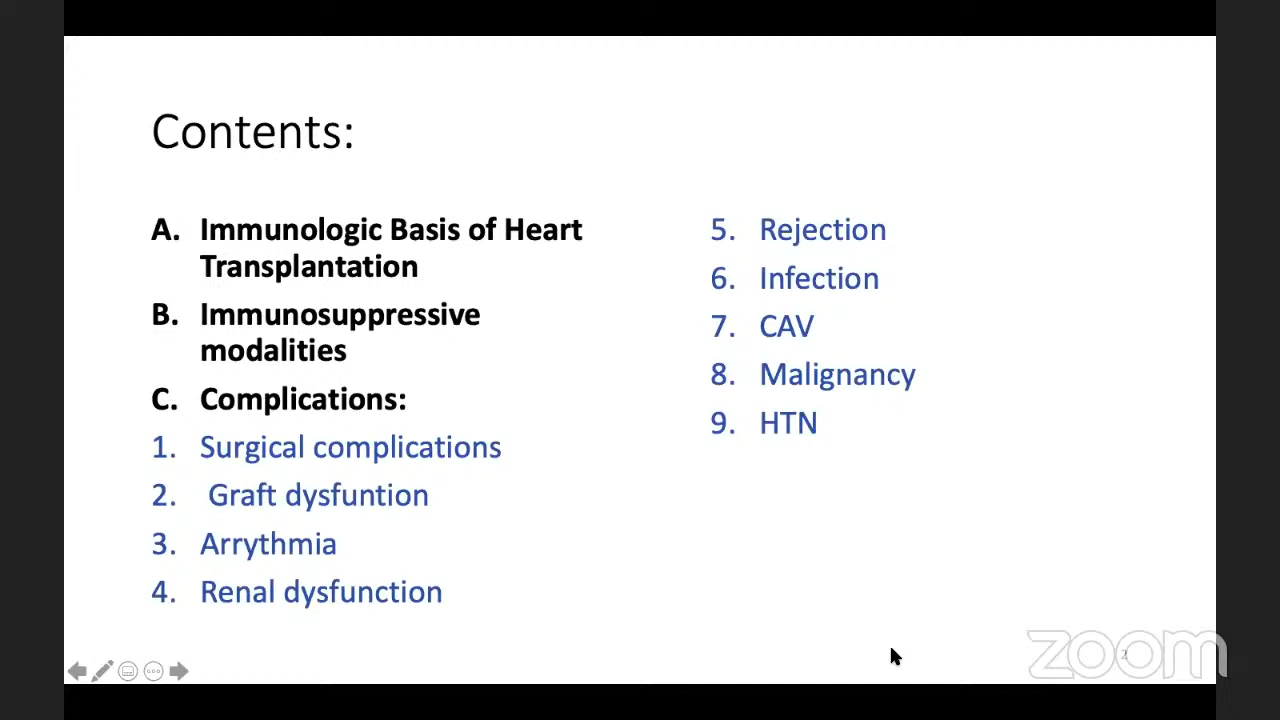 Contents:
A. Immunologic Basis of Heart
Transplantation
B. Immunosuppressive
modalities
C. Complications:
1. Surgical complications
2. Graft dysfuntion
3. Arrythmia
4. Renal dysfunction
5. Rejection
6. Infection
7. CAV
8. Malignancy
9. HTN
zoom
2